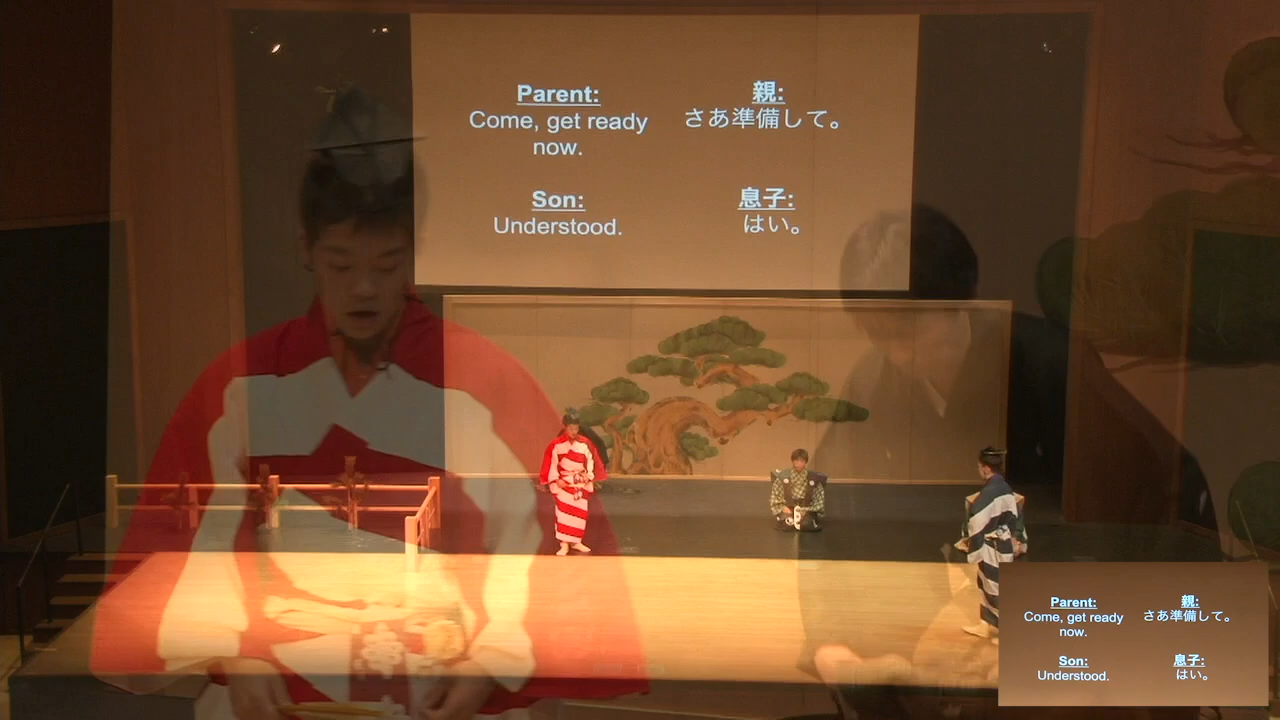 Parent:
Come, get ready
now.
Son:
Understood.
親:
さあ準備して。
息子:
はい。
Parent:
Come, get ready
now.
Son:
Understood.
親:
さあ準備して。
息子:
はい。